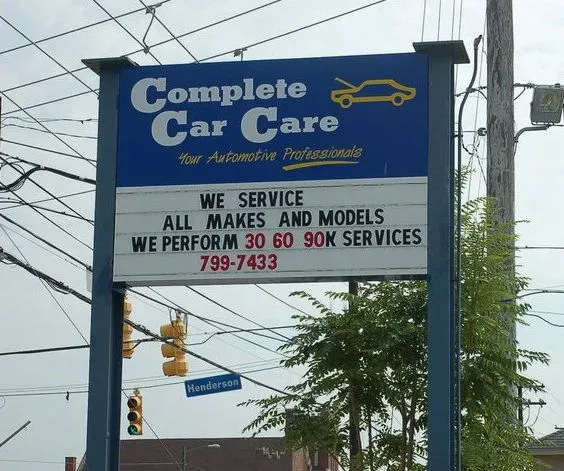 Complete
Car Care
Your Automotive Professionals
WE SERVICE
ALL MAKES AND MODELS
WE PERFORM 30 60 90K SERVICES
799-7433
Henderson